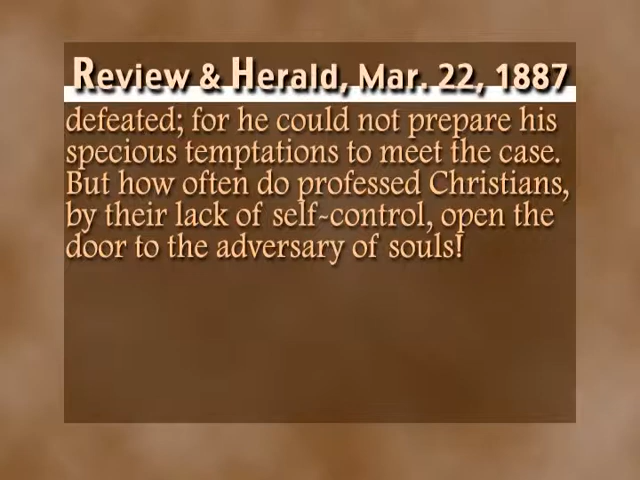 Review & Herald, Mar. 22, 1887
defeated; for he could not prepare his
specious temptations to meet the case.
But how often do professed Christians,
by their lack of self-control, open the
door to the adversary of souls!